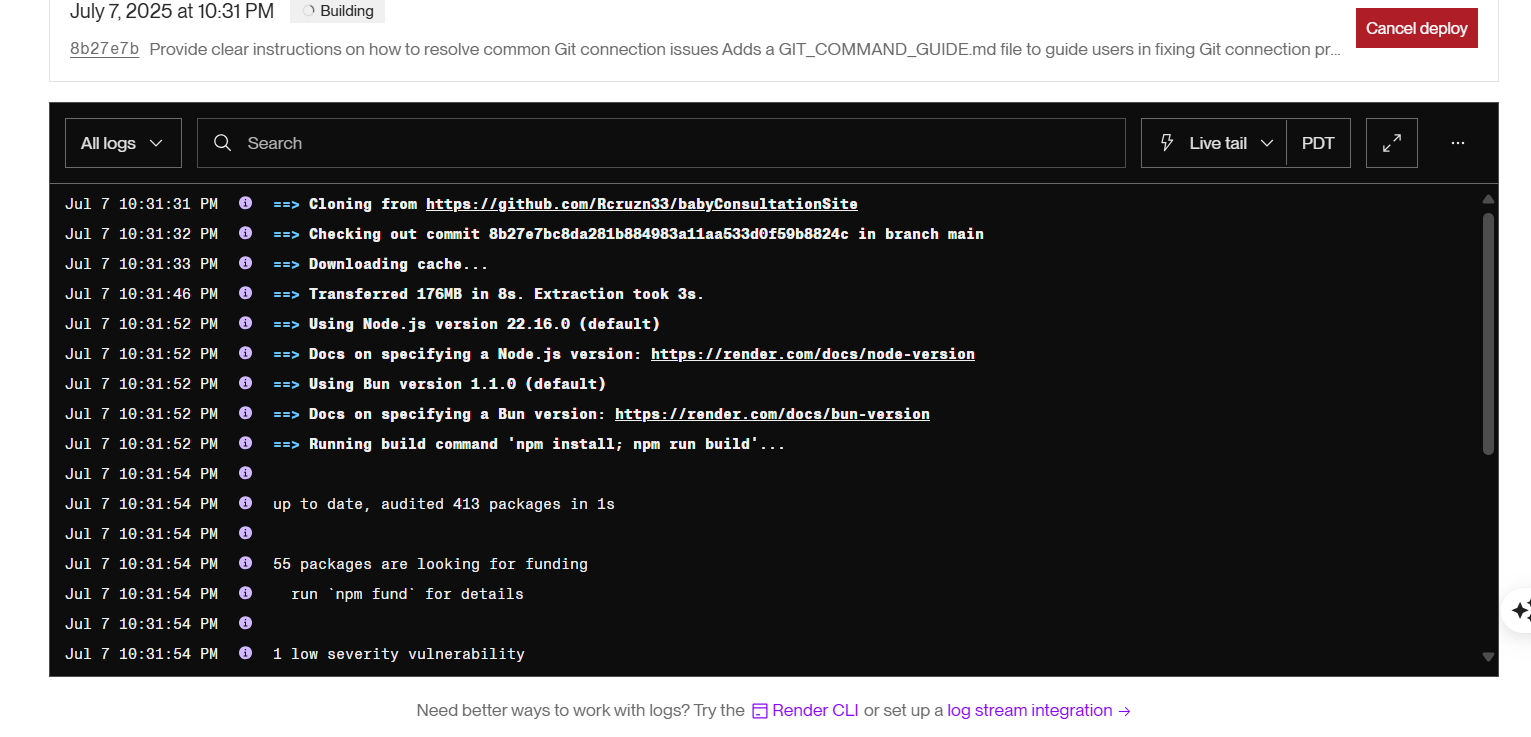 July 7, 2025 at 10:31 PM Building
8b27e7b Provide clear instructions on how to resolve common Git connection issues Adds a GIT_COMMAND_GUIDE.md file to guide users in fixing Git connection pr...
Cancel deploy
All logs Search Live tail PDT ...
Jul 7 10:31:31 PM ==> Cloning from https://github.com/Rcruzn33/babyConsultationSite
Jul 7 10:31:32 PM ==> Checking out commit 8b27e7bc8da281b884983a11aa533d0f59b8824c in branch main
Jul 7 10:31:33 PM ==> Downloading cache...
Jul 7 10:31:46 PM ==> Transferred 176MB in 8s. Extraction took 3s.
Jul 7 10:31:52 PM ==> Using Node.js version 22.16.0 (default)
Jul 7 10:31:52 PM ==> Docs on specifying a Node.js version: https://render.com/docs/node-version
Jul 7 10:31:52 PM ==> Using Bun version 1.1.0 (default)
Jul 7 10:31:52 PM ==> Docs on specifying a Bun version: https://render.com/docs/bun-version
Jul 7 10:31:52 PM ==> Running build command 'npm install; npm run build'...
Jul 7 10:31:54 PM
Jul 7 10:31:54 PM up to date, audited 413 packages in 1s
Jul 7 10:31:54 PM
Jul 7 10:31:54 PM 55 packages are looking for funding
Jul 7 10:31:54 PM run `npm fund` for details
Jul 7 10:31:54 PM
Jul 7 10:31:54 PM 1 low severity vulnerability
Need better ways to work with logs? Try the Render CLI or set up a log stream integration →